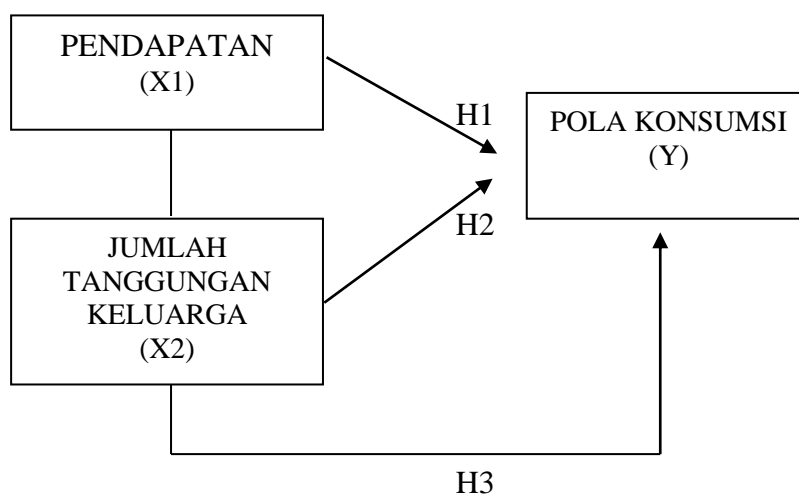 PENDAPATAN
(X1)
H1
POLA KONSUMSI
(Y)
JUMLAH
TANGGUNGAN
KELUARGA
(X2)
H2
H3